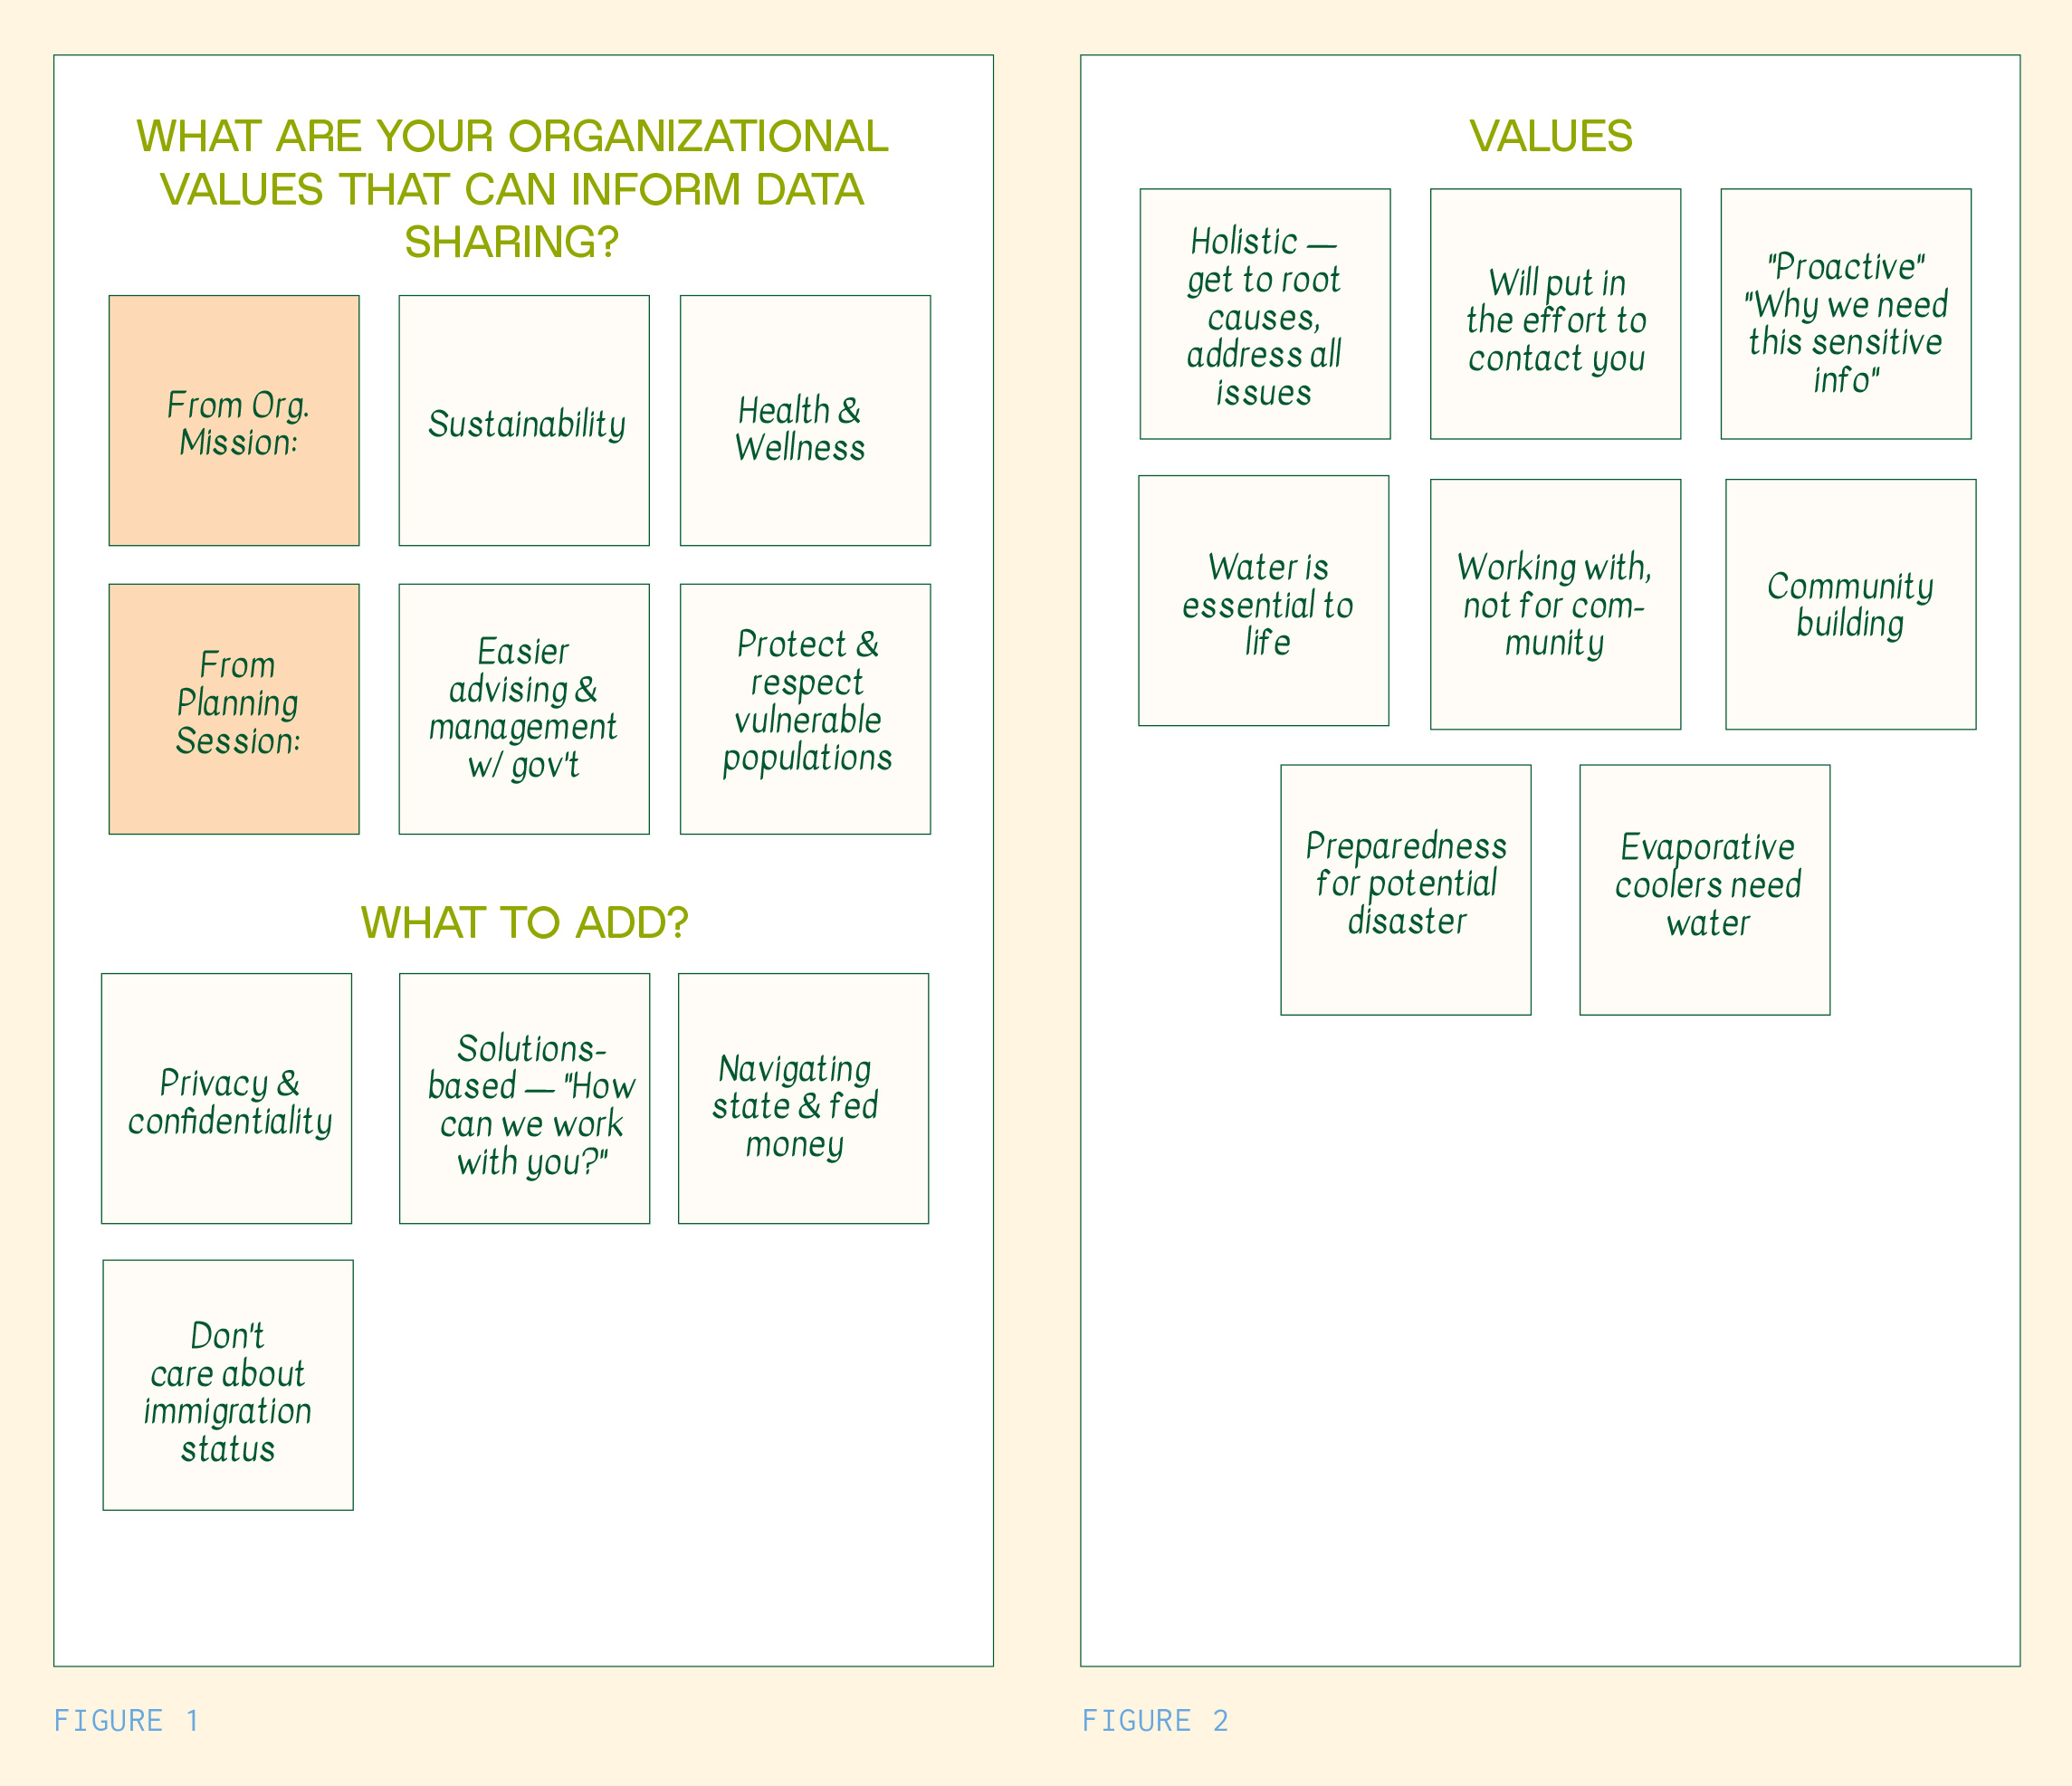 WHAT ARE YOUR ORGANIZATIONAL
VALUES THAT CAN INFORM DATA
SHARING?
From Org.
Mission:
Sustainability
Health &
Wellness
From
Planning
Session:
Easier
advising &
management
w/ gov't
Protect &
respect
vulnerable
populations
WHAT TO ADD?
Privacy &
confidentiality
Solutions-
based — "How
can we work
with you?"
Navigating
state & fed
money
Don't
care about
immigration
status
FIGURE 1
VALUES
Holistic —
get to root
causes,
address all
issues
Will put in
the effort to
contact you
"Proactive"
"Why we need
this sensitive
info"
Water is
essential to
life
Working with,
not for com-
munity
Community
building
Preparedness
for potential
disaster
Evaporative
coolers need
water
FIGURE 2